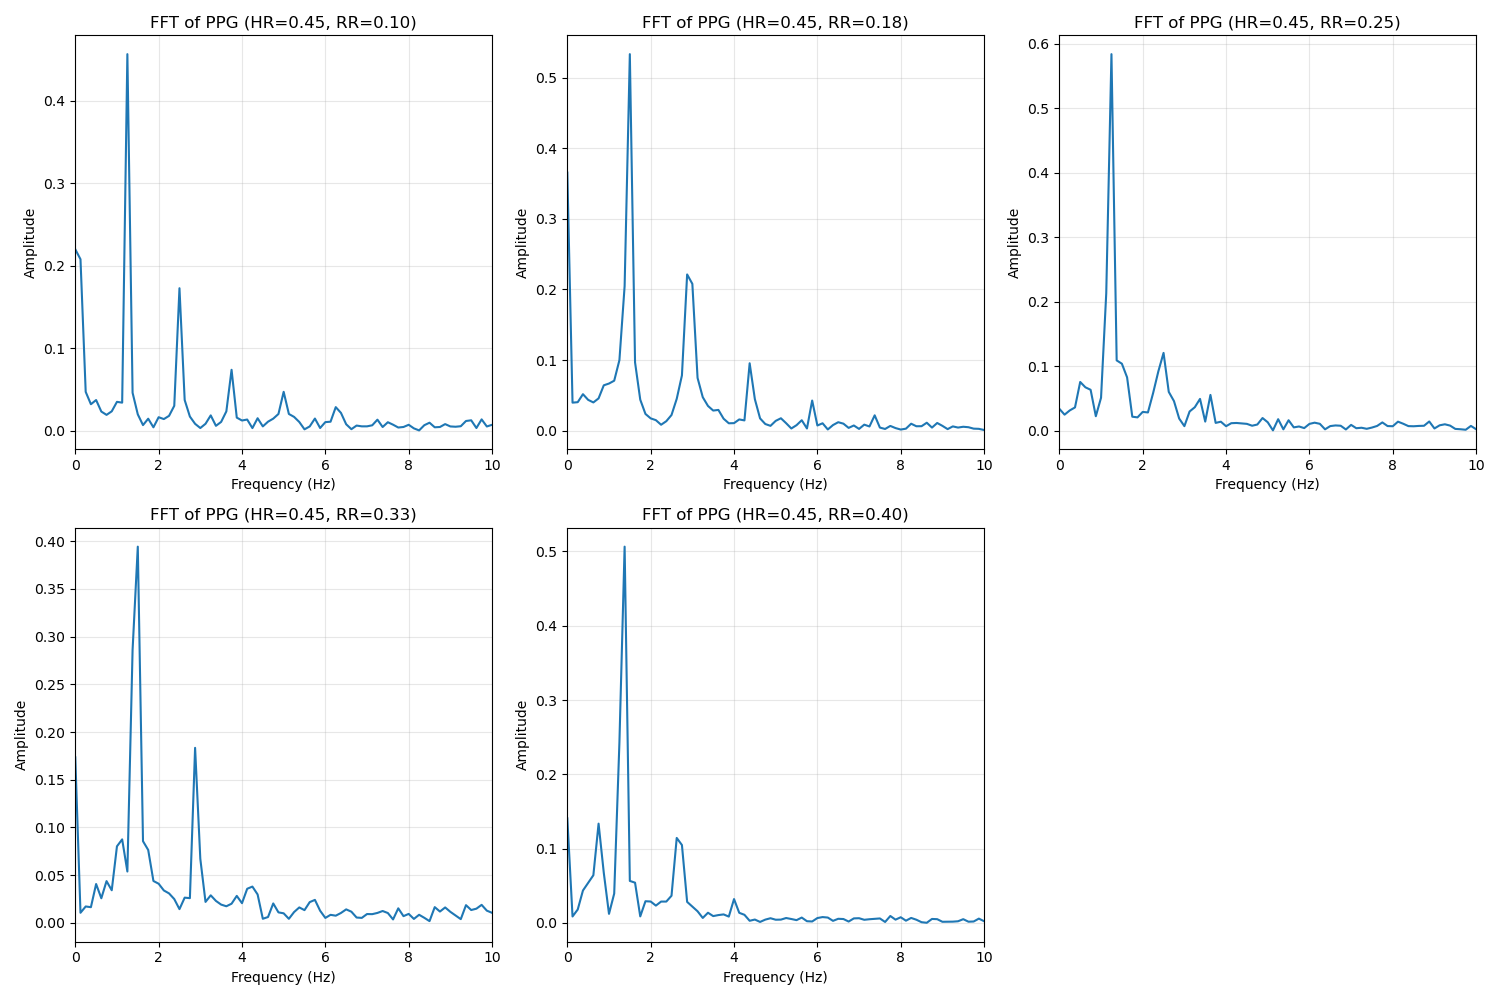 FFT of PPG (HR=0.45, RR=0.10)
Amplitude
0.4
0.3
0.2
0.1
0.0
0 2 4 6 8 10
Frequency (Hz)
FFT of PPG (HR=0.45, RR=0.18)
Amplitude
0.5
0.4
0.3
0.2
0.1
0.0
0 2 4 6 8 10
Frequency (Hz)
FFT of PPG (HR=0.45, RR=0.25)
Amplitude
0.6
0.5
0.4
0.3
0.2
0.1
0.0
0 2 4 6 8 10
Frequency (Hz)
FFT of PPG (HR=0.45, RR=0.33)
Amplitude
0.40
0.35
0.30
0.25
0.20
0.15
0.10
0.05
0.00
0 2 4 6 8 10
Frequency (Hz)
FFT of PPG (HR=0.45, RR=0.40)
Amplitude
0.5
0.4
0.3
0.2
0.1
0.0
0 2 4 6 8 10
Frequency (Hz)